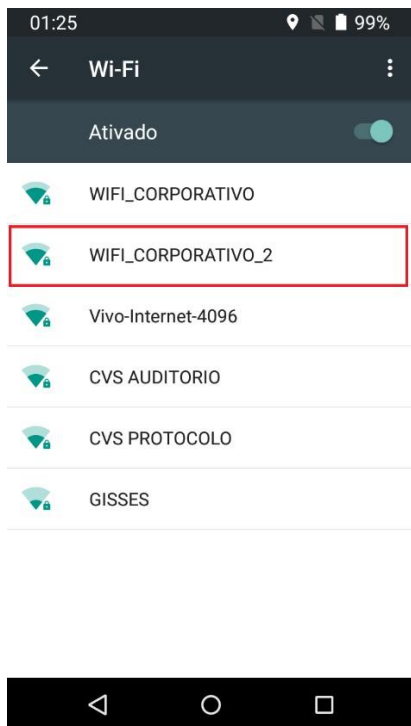 01:25 99%
Wi-Fi
Ativado
WIFI_CORPORATIVO
WIFI_CORPORATIVO_2
Vivo-Internet-4096
CVS AUDITORIO
CVS PROTOCOLO
GISSES